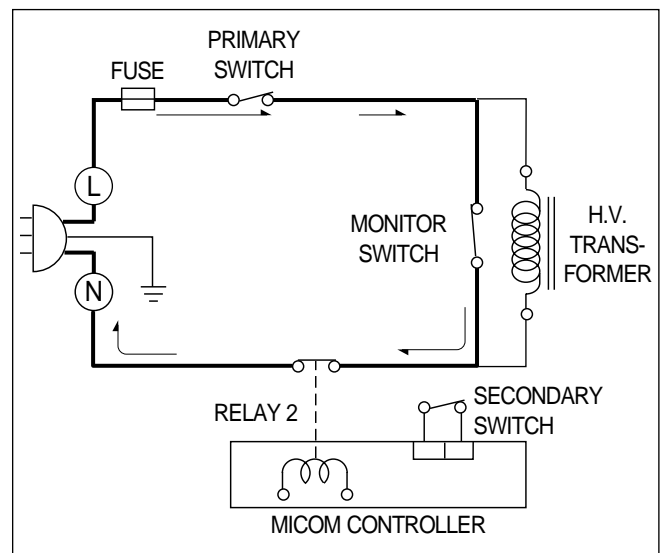 PRIMARY
SWITCH
FUSE
L
MONITOR
SWITCH
H.V.
TRANS-
FORMER
N
RELAY 2
SECONDARY
SWITCH
MICOM CONTROLLER